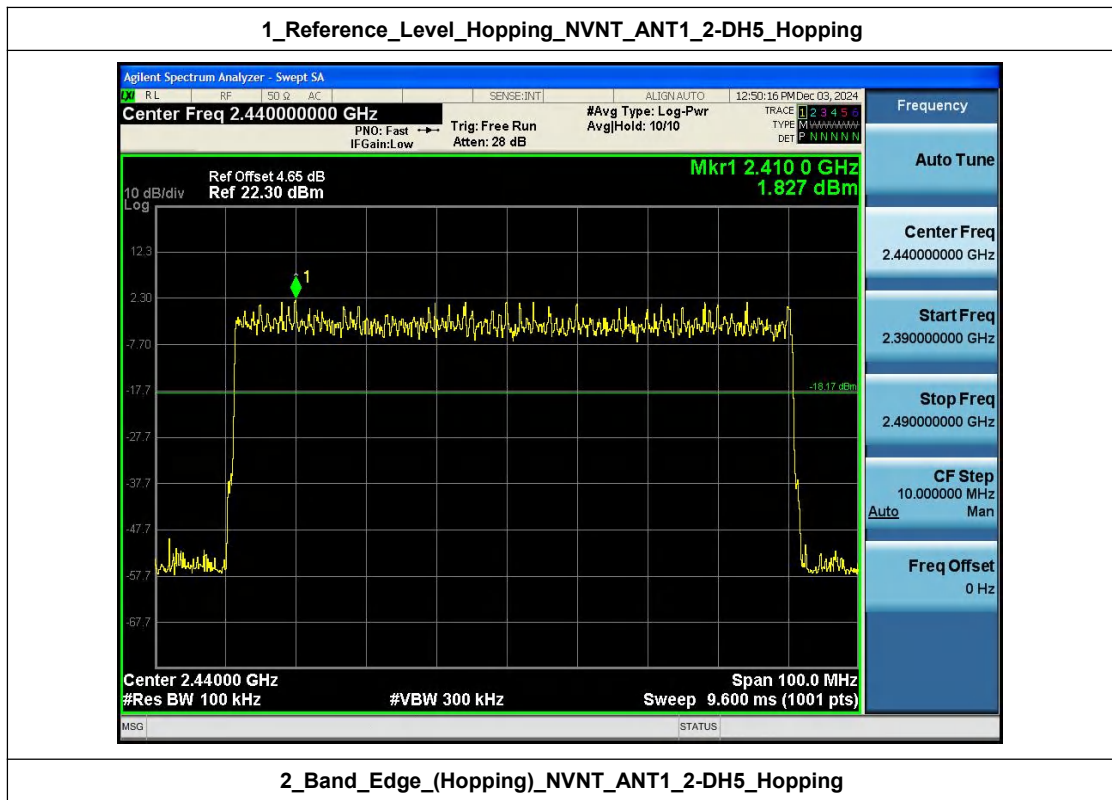 1_Reference_Level_Hopping_NVNT_ANT1_2-DH5_Hopping
Agilent Spectrum Analyzer - Swept SA
LXI RL RF 50 Ω AC SENSE:INT ALIGNAUTO 12:50:16 PM Dec 03, 2024
Center Freq 2.440000000 GHz
PNO: Fast
IFGain:Low
Trig: Free Run
Atten: 28 dB
#Avg Type: Log-Pwr
Avg|Hold: 10/10
TRACE 1 2 3 4 5 6
TYPE M WWWWW
DET P N N N N N
Mkr1 2.410 0 GHz
1.827 dBm
Ref Offset 4.65 dB
10 dB/div Ref 22.30 dBm
Log
12.3
2.30
-7.70
-17.7
-27.7
-37.7
-47.7
-57.7
-67.7
1
-18.17 dBm
Center 2.44000 GHz Span 100.0 MHz
#Res BW 100 kHz #VBW 300 kHz Sweep 9.600 ms (1001 pts)
MSG STATUS
Frequency
Auto Tune
Center Freq
2.440000000 GHz
Start Freq
2.390000000 GHz
Stop Freq
2.490000000 GHz
CF Step
10.000000 MHz
Auto Man
Freq Offset
0 Hz
2_Band_Edge_(Hopping)_NVNT_ANT1_2-DH5_Hopping